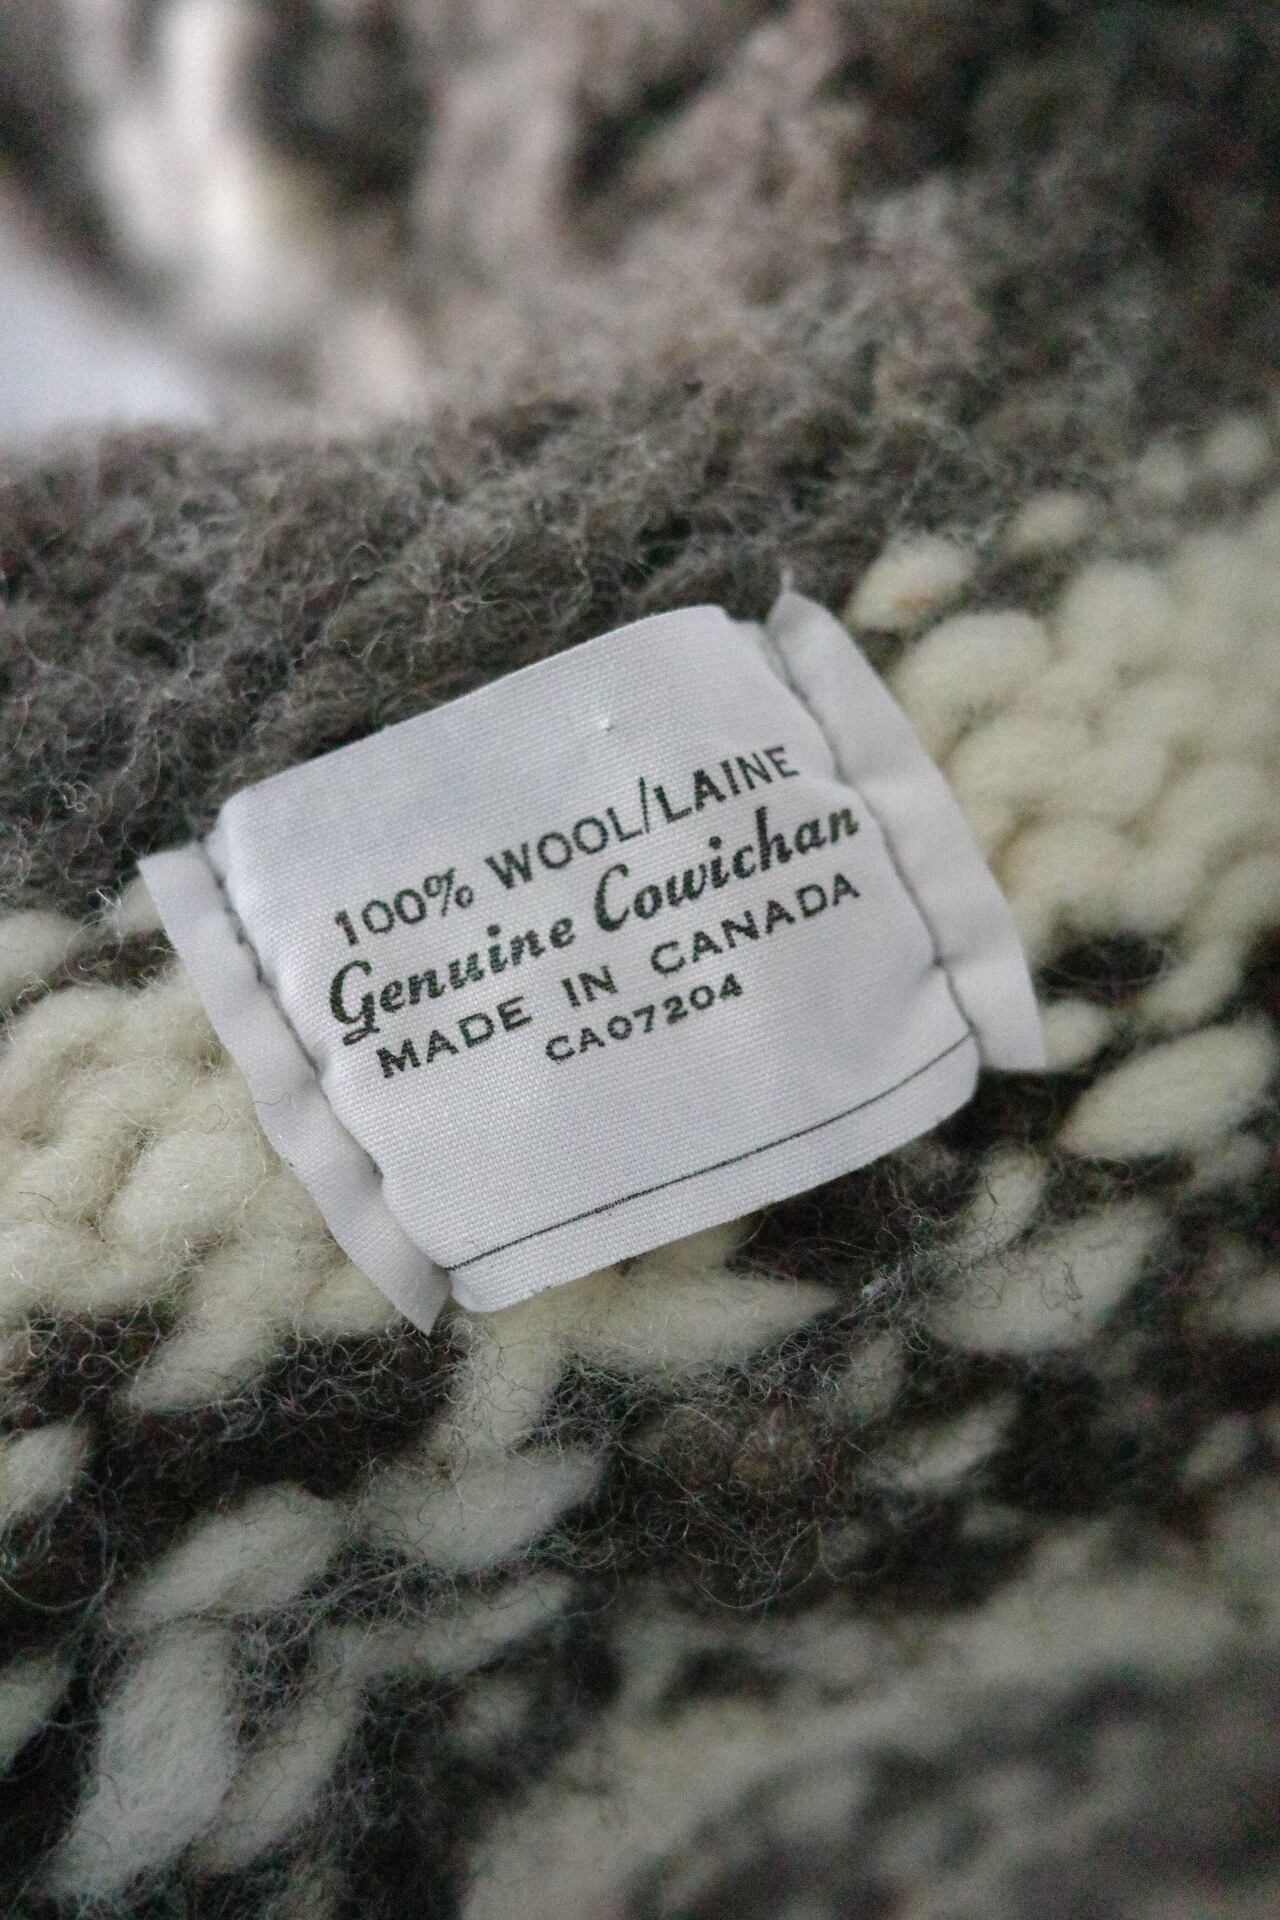 100% WOOL/LAINE
Genuine Cowichan
MADE IN CANADA
CA07204